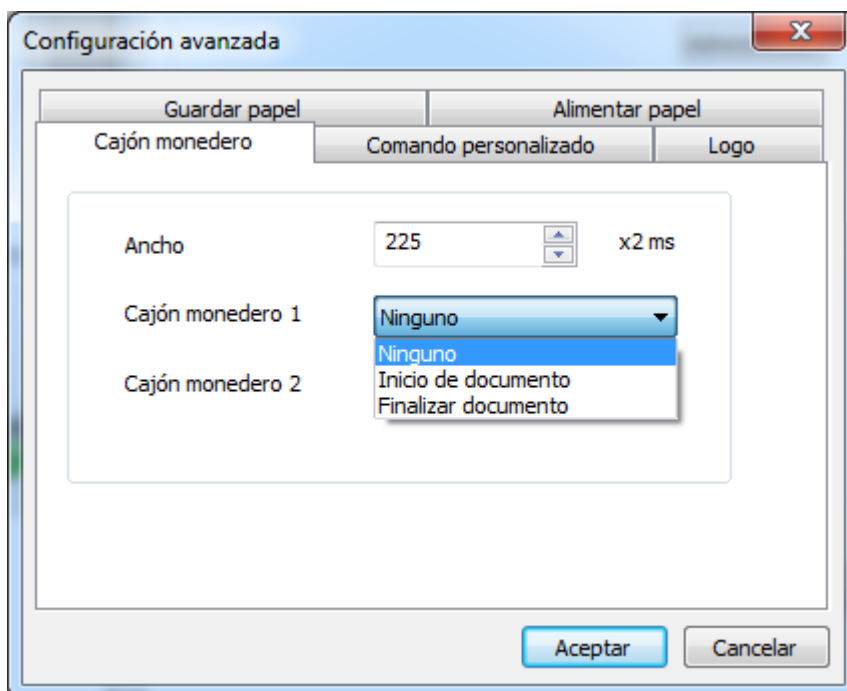 Configuración avanzada
Guardar papel Alimentar papel
Cajón monedero Comando personalizado Logo
Ancho 225 x2 ms
Cajón monedero 1 Ninguno
Ninguno
Inicio de documento
Cajón monedero 2
Finalizar documento
Aceptar Cancelar